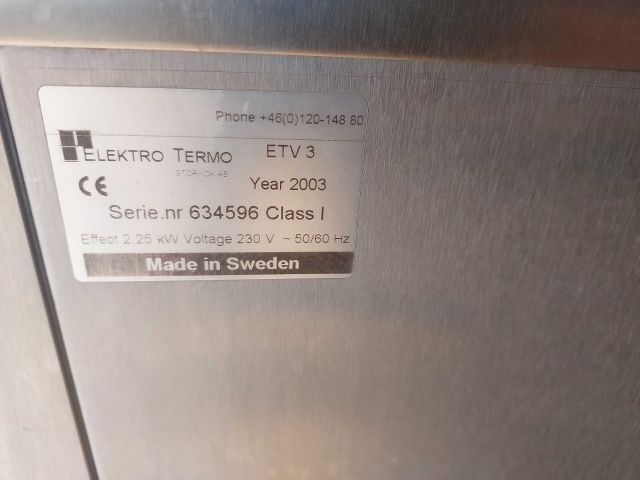 Phone +46(0)120-148 80
ELEKTRO TERMO ETV 3
Year 2003
Serie.nr 634596 Class I
Effect 2.25 kW Voltage 230 V ~ 50/60 Hz
Made in Sweden